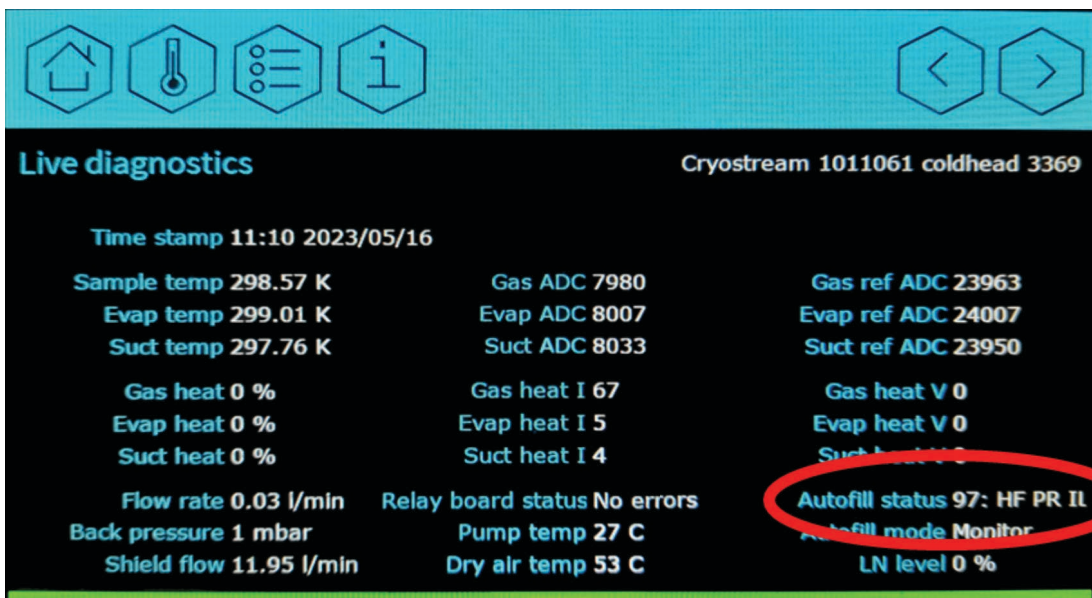 Live diagnostics
Cryostream 1011061 coldhead 3369
Time stamp 11:10 2023/05/16
Sample temp 298.57 K Gas ADC 7980 Gas ref ADC 23963
Evap temp 299.01 K Evap ADC 8007 Evap ref ADC 24007
Suct temp 297.76 K Suct ADC 8033 Suct ref ADC 23950
Gas heat 0 % Gas heat I 67 Gas heat V 0
Evap heat 0 % Evap heat I 5 Evap heat V 0
Suct heat 0 % Suct heat I 4 Suct heat V
Flow rate 0.03 l/min Relay board status No errors Autofill status 97: HF PR IL
Back pressure 1 mbar Pump temp 27 C Autofill mode Monitor
Shield flow 11.95 l/min Dry air temp 53 C LN level 0 %